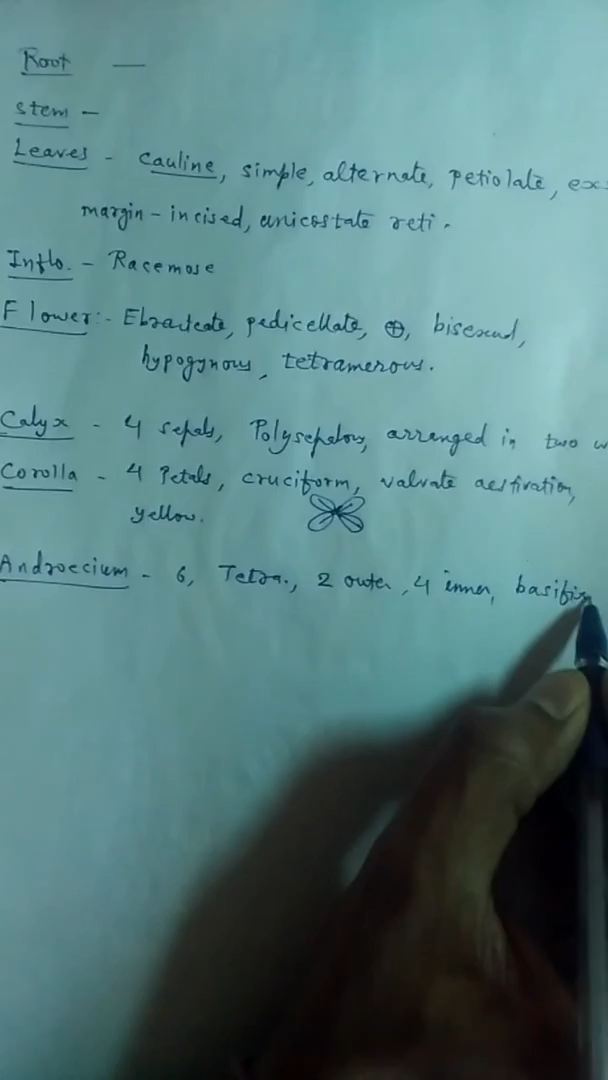 Root —
Stem -
Leaves - cauline, simple, alternate, petiolate, exs
margin - incised, unicostate reti.
Inflo. - Racemose
Flower:- Ebracteate, pedicellate, ⊕, bisexual,
hypogynous, tetramerous.
Calyx - 4 sepals, Polysepalous, arranged in two w
Corolla - 4 Petals, cruciform, valvate aestivation,
yellow.
Androecium - 6, Tetra., 2 outer, 4 inner, basifix